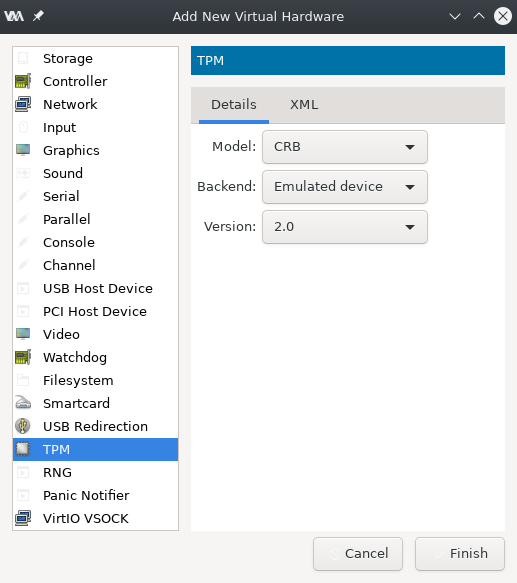 Add New Virtual Hardware
Storage
Controller
Network
Input
Graphics
Sound
Serial
Parallel
Console
Channel
USB Host Device
PCI Host Device
Video
Watchdog
Filesystem
Smartcard
USB Redirection
TPM
RNG
Panic Notifier
VirtIO VSOCK
TPM
Details XML
Model: CRB
Backend: Emulated device
Version: 2.0
Cancel Finish